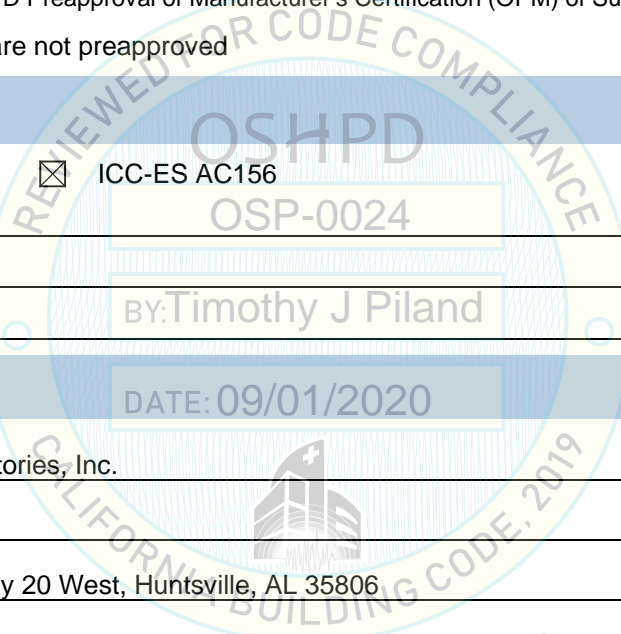 D Preapproval of Manufacturer's Certification (OPM) of Su
are not preapproved
REVIEWED FOR CODE COMPLIANCE
OSHPD
ICC-ES AC156
OSP-0024
BY: Timothy J Piland
DATE: 09/01/2020
tories, Inc.
y 20 West, Huntsville, AL 35806
CALIFORNIA BUILDING CODE, 2019